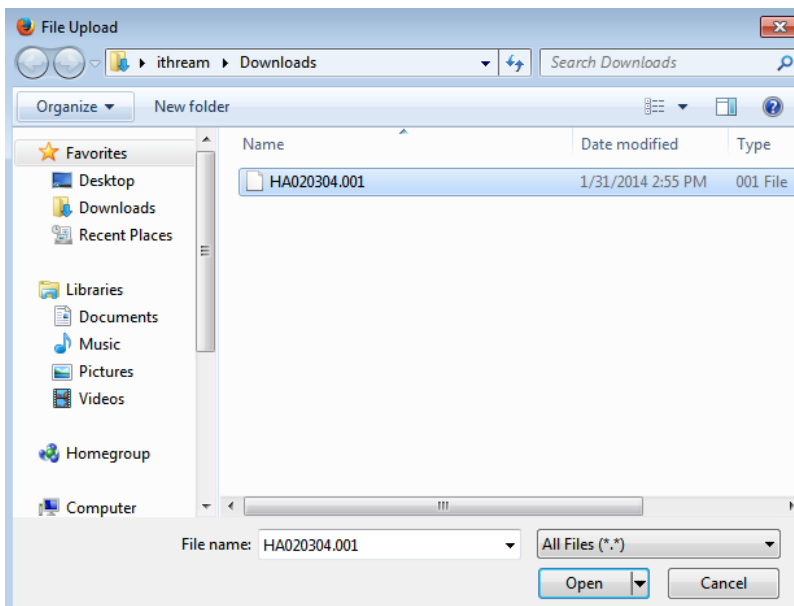 File Upload
ithream Downloads
Search Downloads
Organize New folder
Name Date modified Type
HA020304.001 1/31/2014 2:55 PM 001 File
Favorites
Desktop
Downloads
Recent Places
Libraries
Documents
Music
Pictures
Videos
Homegroup
Computer
File name: HA020304.001 All Files (*.*)
Open Cancel